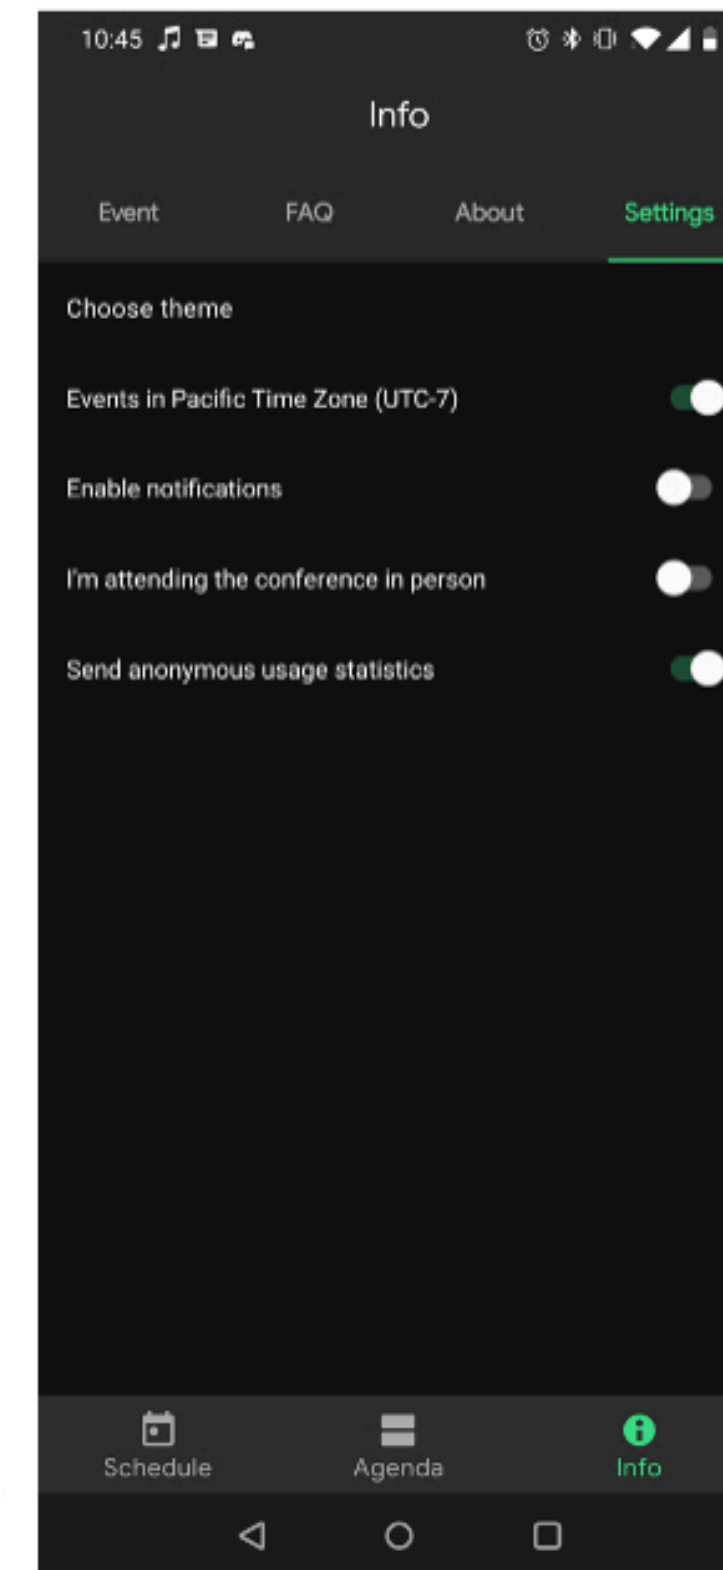 10:45
Info
Event FAQ About Settings
Choose theme
Events in Pacific Time Zone (UTC-7)
Enable notifications
I'm attending the conference in person
Send anonymous usage statistics
Schedule Agenda Info